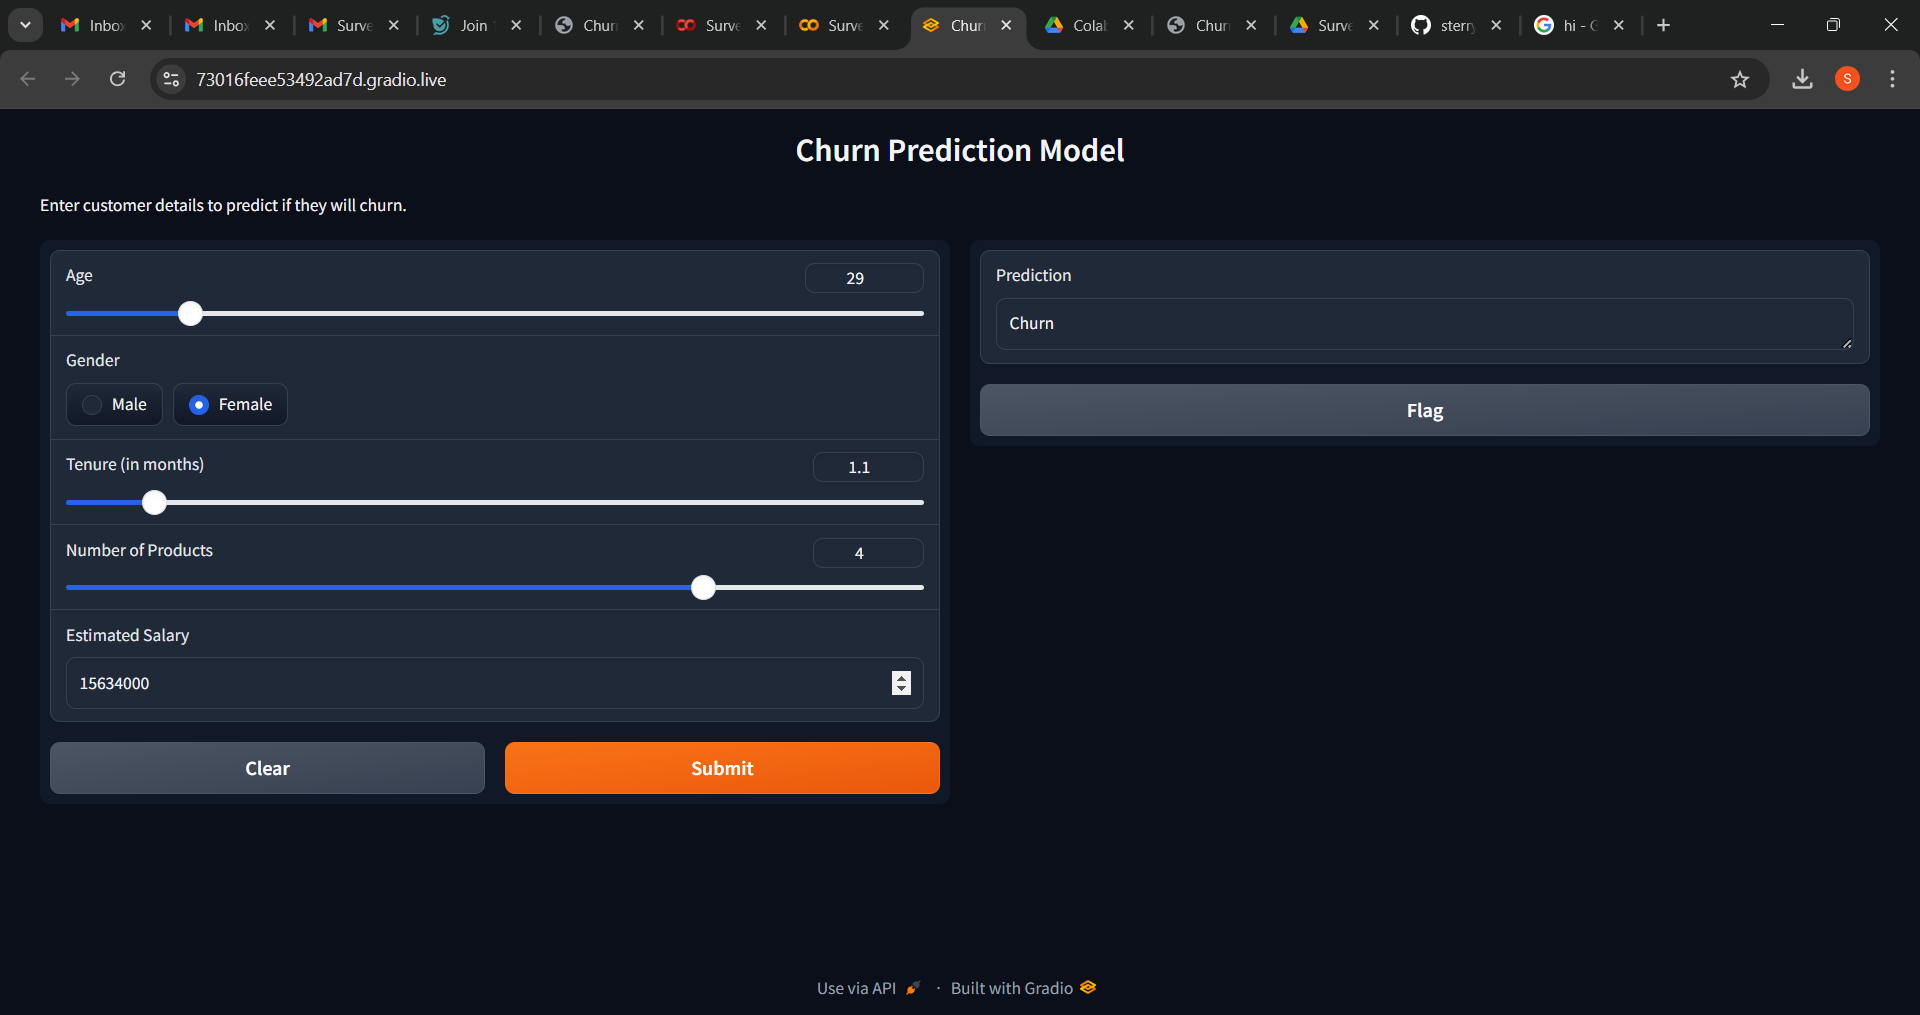 Inbox
Inbox
Surve
Join
Chur
Surve
Surve
Chur
Colab
Chur
Surve
sterry
hi - G
73016feee53492ad7d.gradio.live
S
Churn Prediction Model
Enter customer details to predict if they will churn.
Age
29
Gender
Male
Female
Tenure (in months)
1.1
Number of Products
4
Estimated Salary
15634000
Clear
Submit
Prediction
Churn
Flag
Use via API
·
Built with Gradio